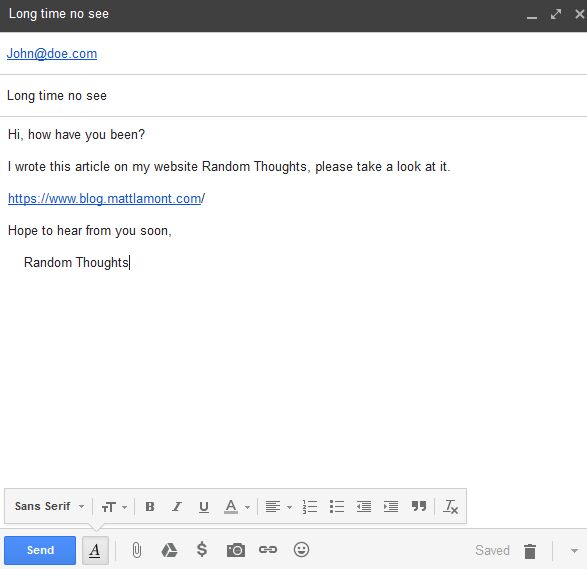 Long time no see
John@doe.com
Long time no see
Hi, how have you been?
I wrote this article on my website Random Thoughts, please take a look at it.
https://www.blog.mattlamont.com/
Hope to hear from you soon,
Random Thoughts
Sans Serif TT B I U A Tx
Send A $ Saved